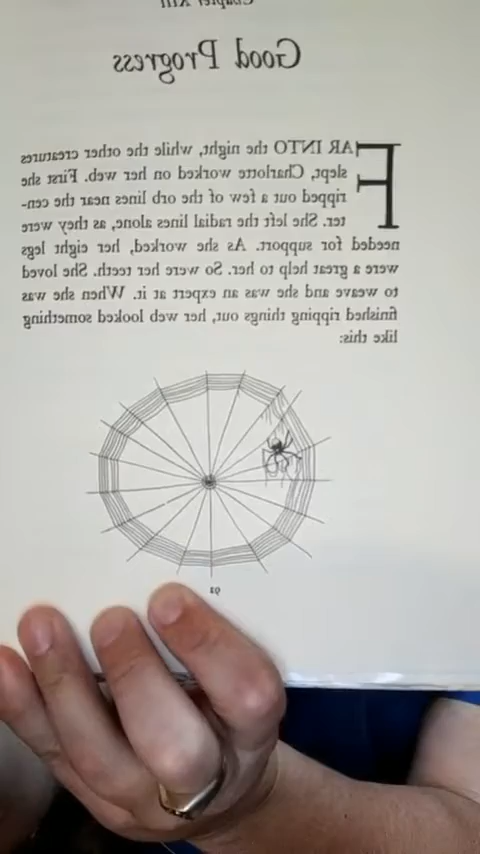 Chapter XIII
Good Progress
FAR INTO the night, while the other creatures
slept, Charlotte worked on her web. First she
ripped out a few of the orb lines near the cen-
ter. She left the radial lines alone, as they were
needed for support. As she worked, her eight legs
were a great help to her. So were her teeth. She loved
to weave and she was an expert at it. When she was
finished ripping things out, her web looked something
like this:
92